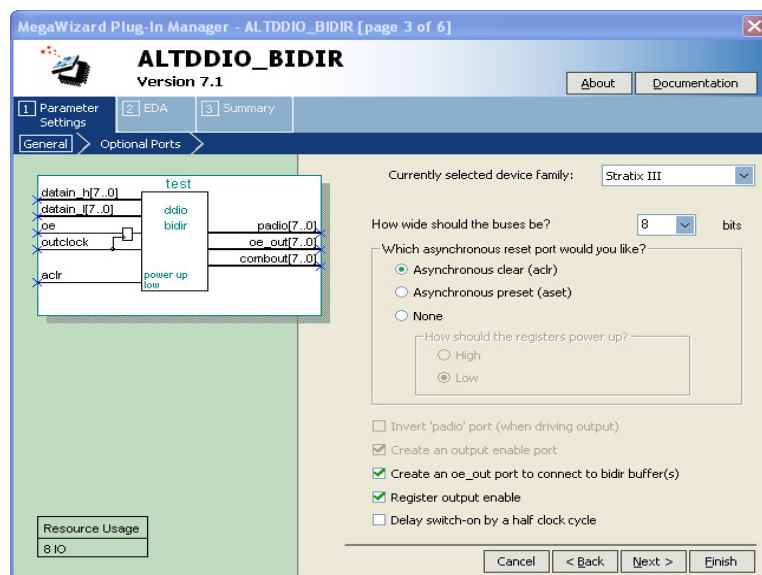 MegaWizard Plug-In Manager - ALTDDIO_BIDIR [page 3 of 6]
ALTDDIO_BIDIR
Version 7.1
About
Documentation
1 Parameter Settings
2 EDA
3 Summary
General
Optional Ports
test
datain_h[7..0]
datain_l[7..0]
oe
outclock
aclr
ddio
bidir
power up
low
padio[7..0]
oe_out[7..0]
combout[7..0]
Resource Usage
8 IO
Currently selected device family:
Stratix III
How wide should the buses be?
8
bits
Which asynchronous reset port would you like?
Asynchronous clear (aclr)
Asynchronous preset (aset)
None
How should the registers power up?
High
Low
Invert 'padio' port (when driving output)
Create an output enable port
Create an oe_out port to connect to bidir buffer(s)
Register output enable
Delay switch-on by a half clock cycle
Cancel
< Back
Next >
Finish